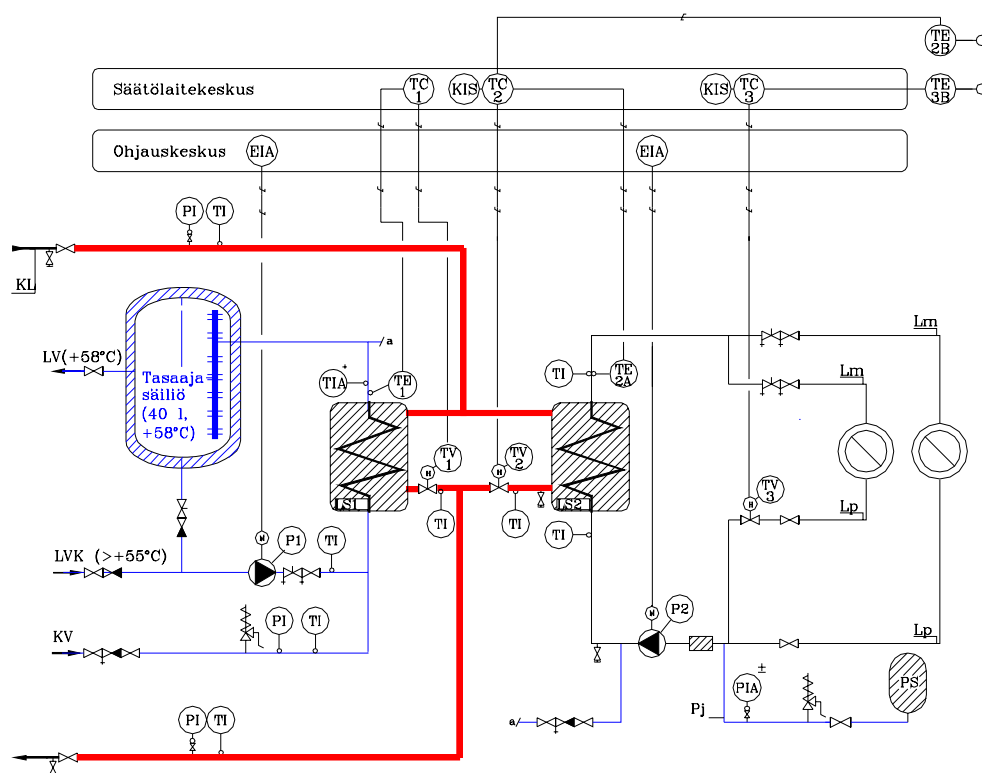 TE
2B
Säätölaitekeskus
TC
1
KIS
TC
2
KIS
TC
3
TE
3B
Ohjauskeskus
EIA
EIA
PI
TI
KL
LV(+58°C)
Tasaaja-
säiliö
(40 l,
+58°C)
a
TIA
+
TE
1
TI
TE
2A
Lm
Lm
TV
1
H
TV
2
H
LS1
TI
TI
LS2
TI
TV
3
H
Lp
LVK (>+55°C)
M
P1
TI
M
P2
KV
PI
TI
Lp
PI
TI
a
Pj
PIA
±
PS